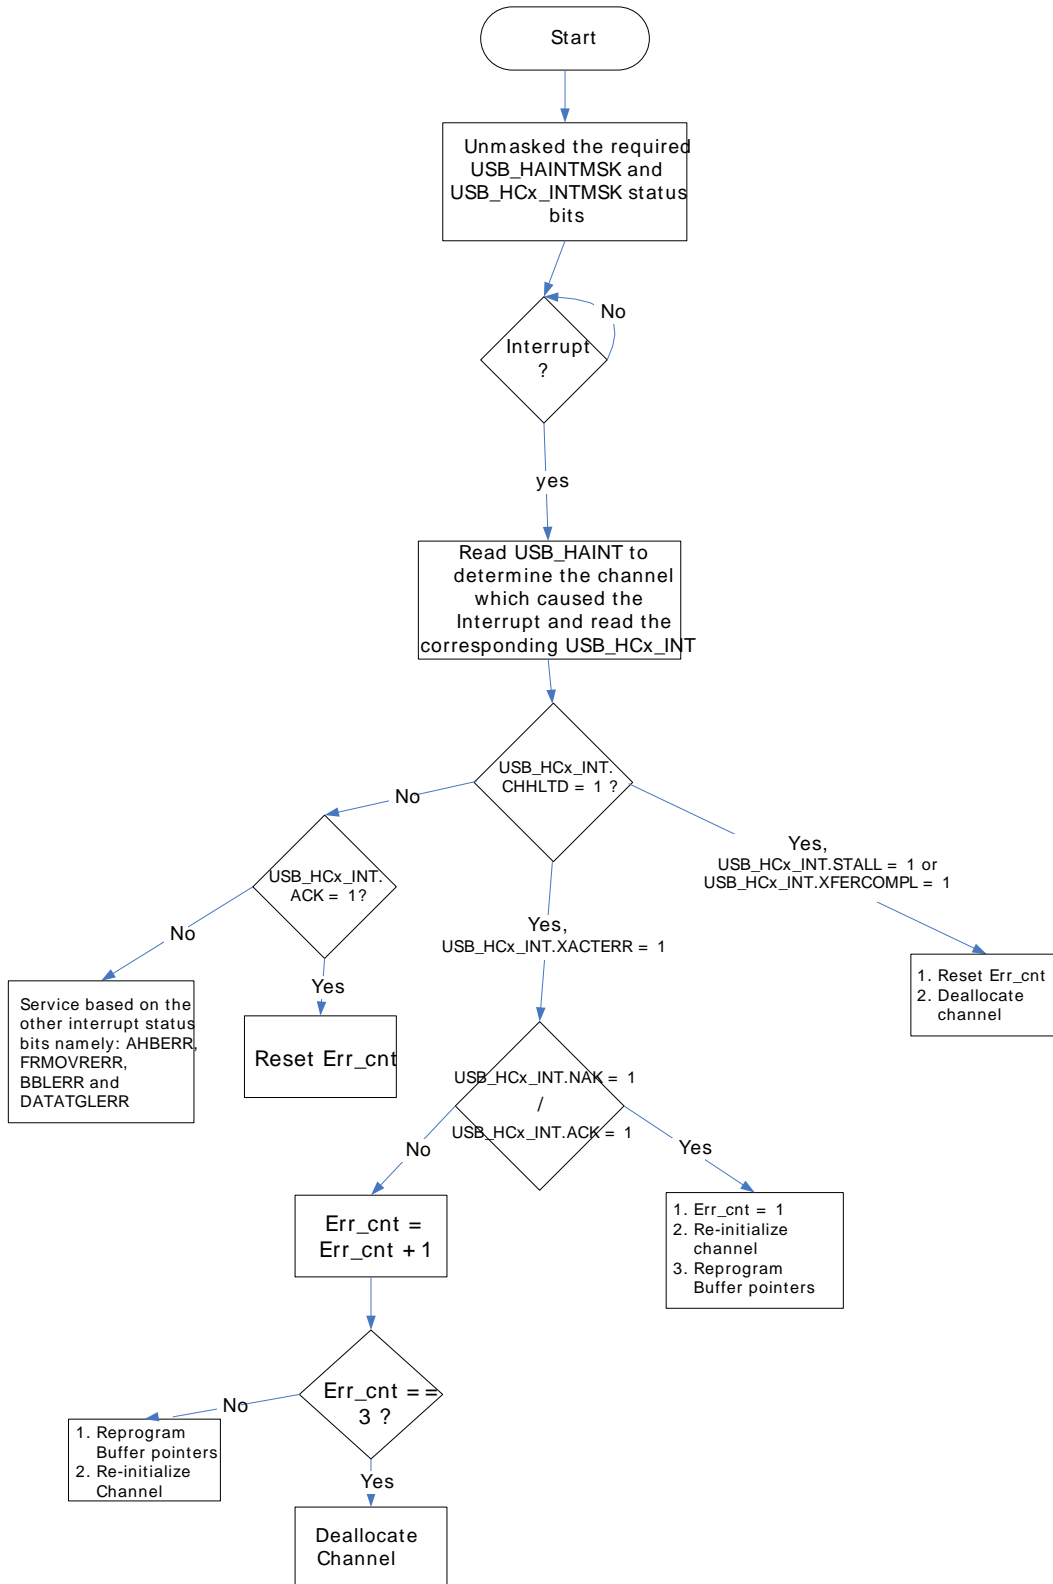 Start
Unmasked the required
USB_HAINTMSK and
USB_HCx_INTMSK status
bits
No
Interrupt
?
yes
Read USB_HAINT to
determine the channel
which caused the
Interrupt and read the
corresponding USB_HCx_INT
USB_HCx_INT.
CHHLTD = 1 ?
No
Yes,
USB_HCx_INT.STALL = 1 or
USB_HCx_INT.XFERCOMPL = 1
USB_HCx_INT.
ACK = 1?
Yes,
USB_HCx_INT.XACTERR = 1
No
Yes
1. Reset Err_cnt
2. Deallocate
channel
Service based on the
other interrupt status
bits namely: AHBERR,
FRMOVRERR,
BBLERR and
DATATGLERR
Reset Err_cnt
USB_HCx_INT.NAK = 1
/
USB_HCx_INT.ACK = 1
No
Yes
Err_cnt =
Err_cnt + 1
1. Err_cnt = 1
2. Re-initialize
channel
3. Reprogram
Buffer pointers
Err_cnt = =
3 ?
No
1. Reprogram
Buffer pointers
2. Re-initialize
Channel
Yes
Deallocate
Channel